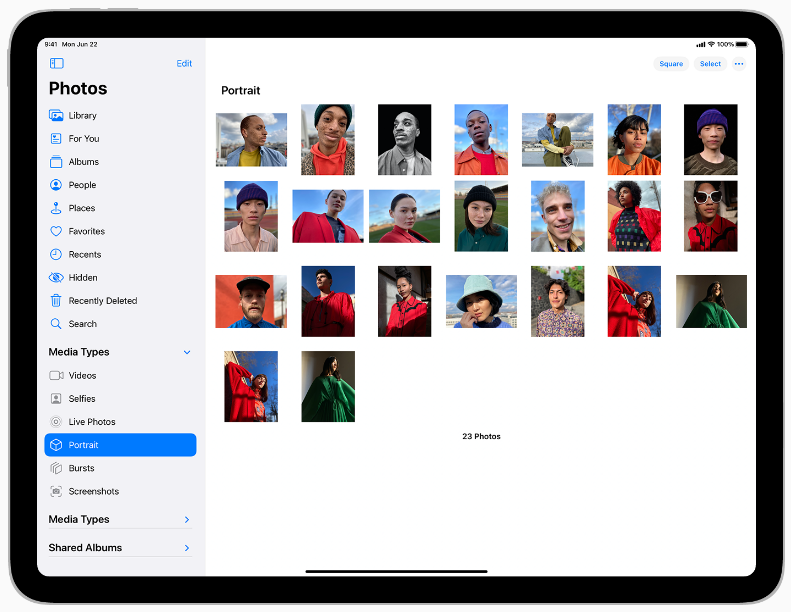 9:41 Mon Jun 22
100%
Edit
Photos
Library
For You
Albums
People
Places
Favorites
Recents
Hidden
Recently Deleted
Search
Media Types
Videos
Selfies
Live Photos
Portrait
Bursts
Screenshots
Media Types
Shared Albums
Square
Select
Portrait
23 Photos